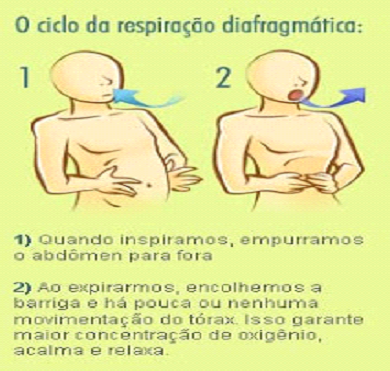 O ciclo da respiração diafragmática:
1 2
1) Quando inspiramos, empurramos
o abdômen para fora
2) Ao expirarmos, encolhemos a
barriga e há pouca ou nenhuma
movimentação do tórax. Isso garante
maior concentração de oxigênio,
acalma e relaxa.